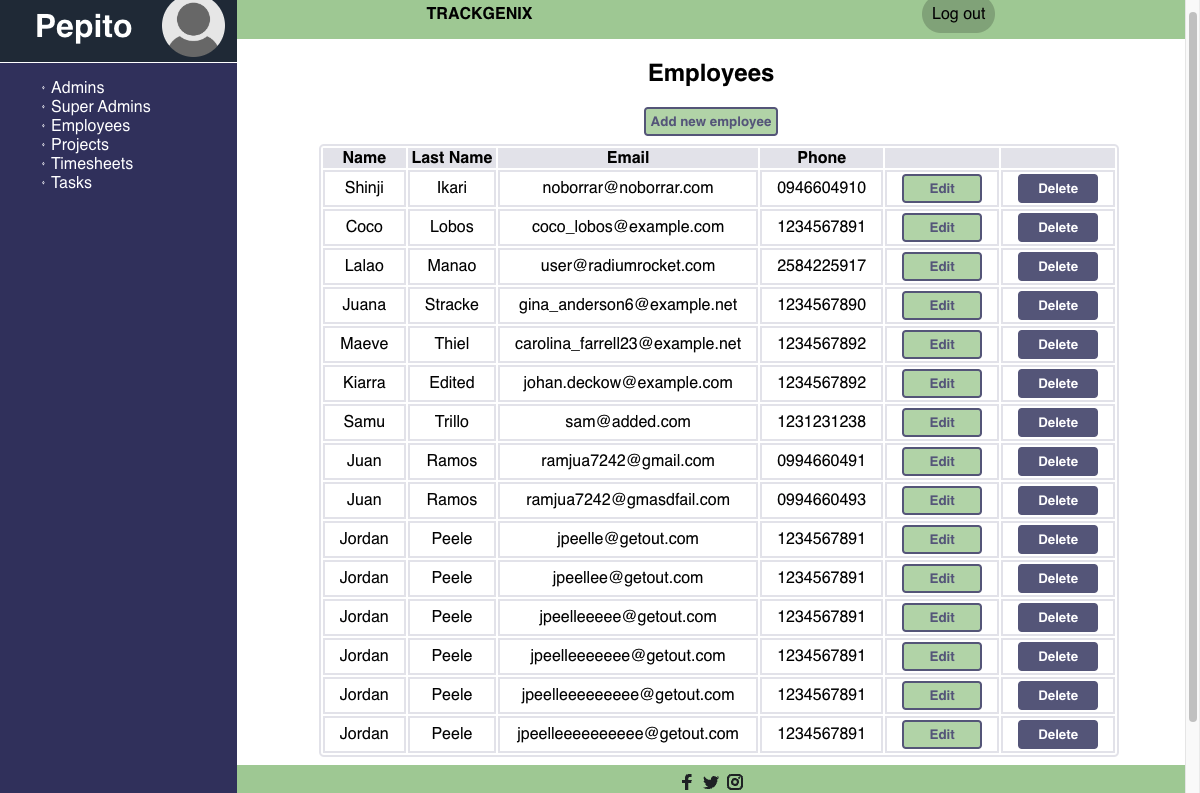 Pepito
TRACKGENIX
Log out
Admins
Super Admins
Employees
Projects
Timesheets
Tasks
Employees
Add new employee
Name Last Name Email Phone
Shinji Ikari noborrar@noborrar.com 0946604910 Edit Delete
Coco Lobos coco_lobos@example.com 1234567891 Edit Delete
Lalao Manao user@radiumrocket.com 2584225917 Edit Delete
Juana Stracke gina_anderson6@example.net 1234567890 Edit Delete
Maeve Thiel carolina_farrell23@example.net 1234567892 Edit Delete
Kiarra Edited johan.deckow@example.com 1234567892 Edit Delete
Samu Trillo sam@added.com 1231231238 Edit Delete
Juan Ramos ramjua7242@gmail.com 0994660491 Edit Delete
Juan Ramos ramjua7242@gmasdfail.com 0994660493 Edit Delete
Jordan Peele jpeelle@getout.com 1234567891 Edit Delete
Jordan Peele jpeellee@getout.com 1234567891 Edit Delete
Jordan Peele jpeelleeeee@getout.com 1234567891 Edit Delete
Jordan Peele jpeelleeeeeee@getout.com 1234567891 Edit Delete
Jordan Peele jpeelleeeeeeeee@getout.com 1234567891 Edit Delete
Jordan Peele jpeelleeeeeeeeee@getout.com 1234567891 Edit Delete